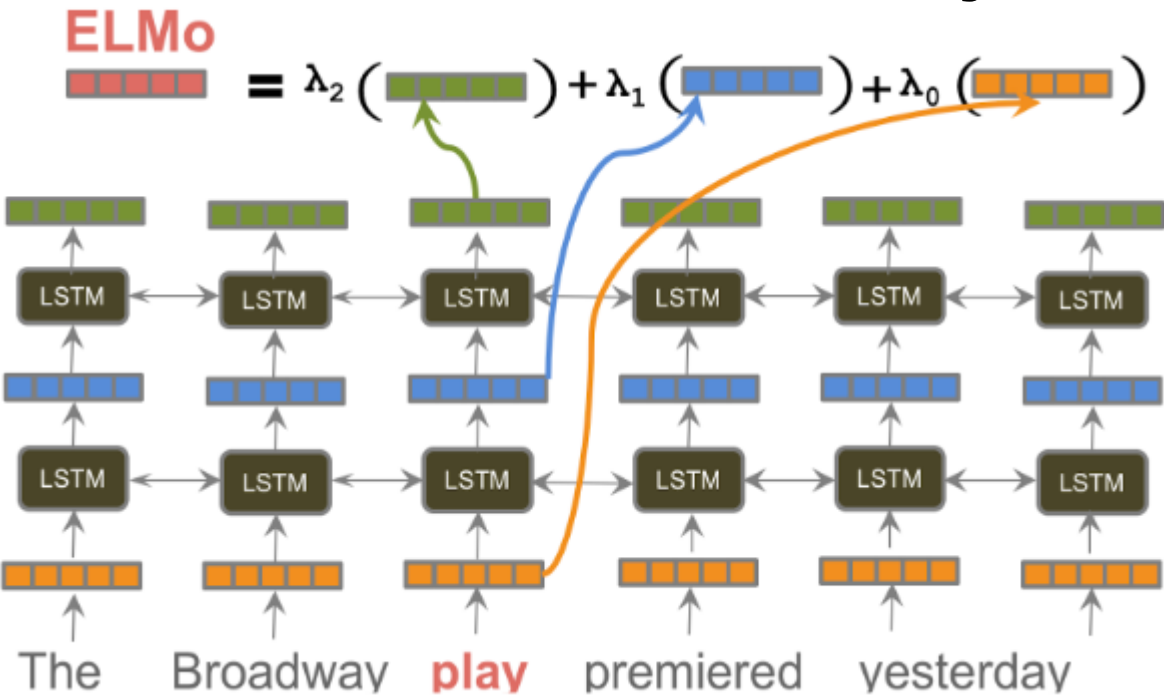 ELMo
= λ2 ( ) + λ1 ( ) + λ0 ( )
LSTM LSTM LSTM LSTM LSTM LSTM
LSTM LSTM LSTM LSTM LSTM LSTM
The Broadway play premiered yesterday